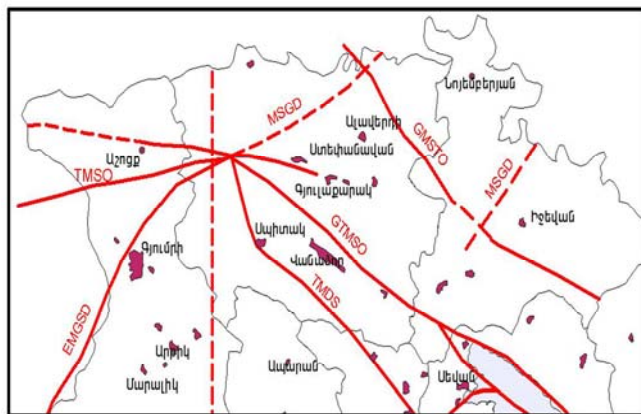 Նոյեմբերյան
MSGD
Ալավերդի
Ստեփանավան
GMSTO
Աշոցք
TMSO
Գյուլաքարակ
MSGD
Իջևան
Սպիտակ
GTMSO
Գյումրի
Վանաձոր
TMDS
EMGSD
Արթիկ
Ապարան
Սևան
Մարալիկ